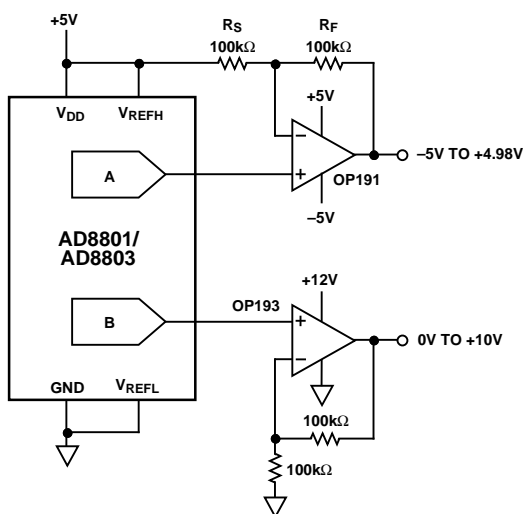 +5V
RS
100kΩ
RF
100kΩ
VDD
VREFH
+5V
A
–5V TO +4.98V
OP191
–5V
AD8801/
AD8803
+12V
B
OP193
0V TO +10V
GND
VREFL
100kΩ
100kΩ